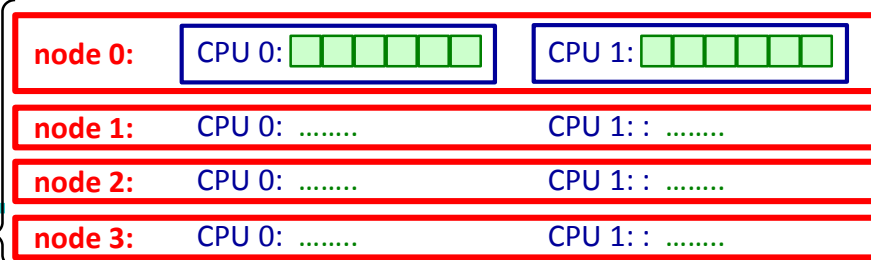 node 0: CPU 0: CPU 1:
node 1: CPU 0: ........ CPU 1: : ........
node 2: CPU 0: ........ CPU 1: : ........
node 3: CPU 0: ........ CPU 1: : ........